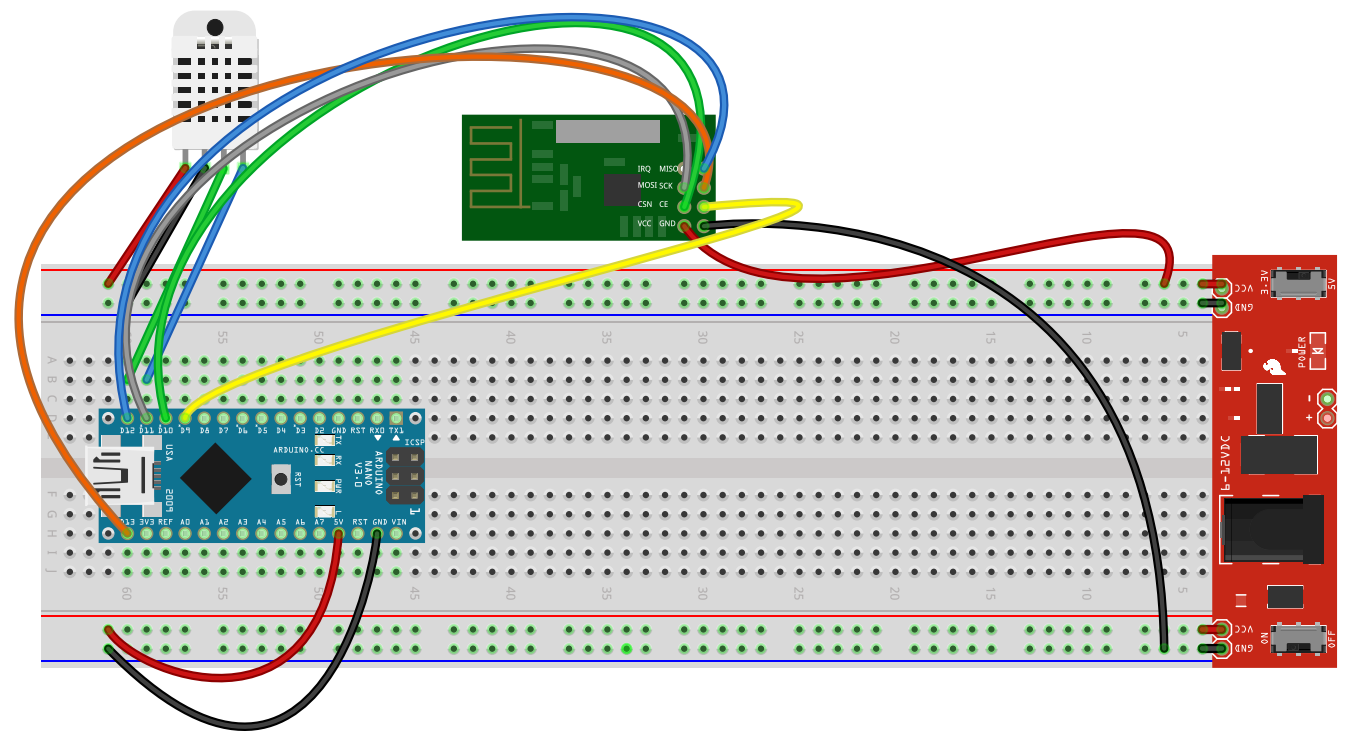 IRQ MISO
MOSI SCK
CSN CE
VCC GND
3.3V
5V
VCC
GND
POWER
-
+
6-12VDC
VCC
GND
ON
OFF
55 50 40 35 30 25 20 15 10 5
A
B
C
D
F
G
H
I
J
D12 D11 D10 D9 D8 D7 D6 D5 D4 D3 D2 GND RST RX0 TX1
ARDUINO.CC
TX
RX
PWR
L
RST
ARDUINO
NANO
V3.0
ICSP
1
USB
D13 3V3 REF A0 A1 A2 A3 A4 A5 A6 A7 5V RST GND VIN
60 55 50 45 40 35 30 25 20 15 10 5